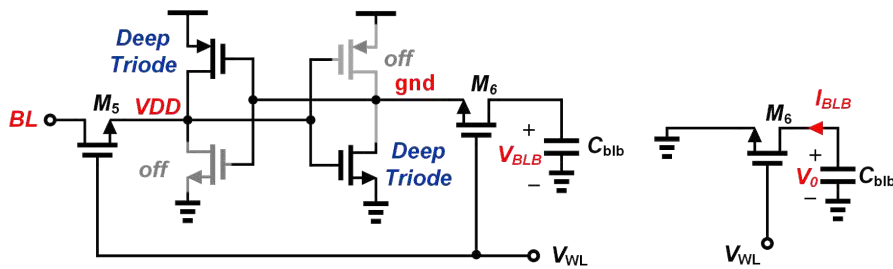 Deep
Triode
off
gnd
M6
BL
M5
VDD
+
VBLB
−
Cblb
off
Deep
Triode
VWL
IBLB
M6
+
V0
−
Cblb
VWL